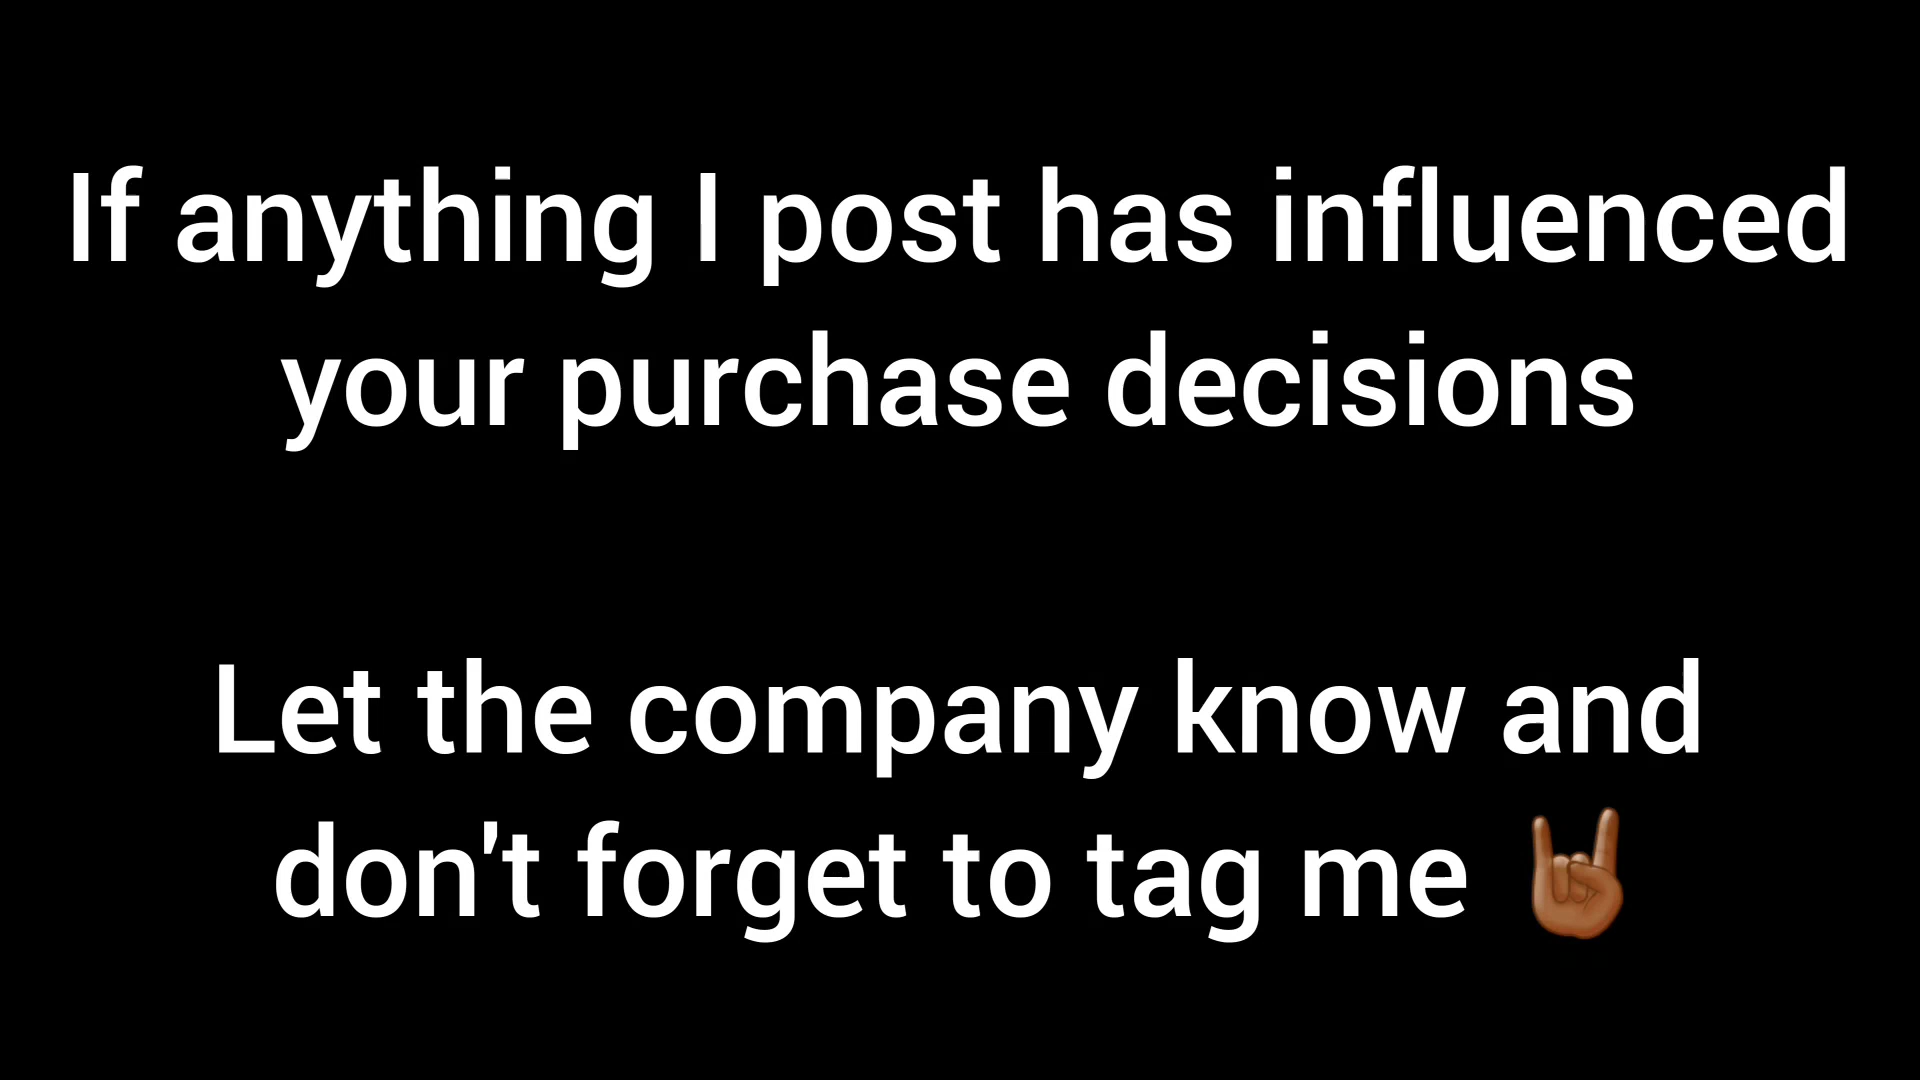 If anything I post has influenced
your purchase decisions
Let the company know and
don't forget to tag me 🤘🏾